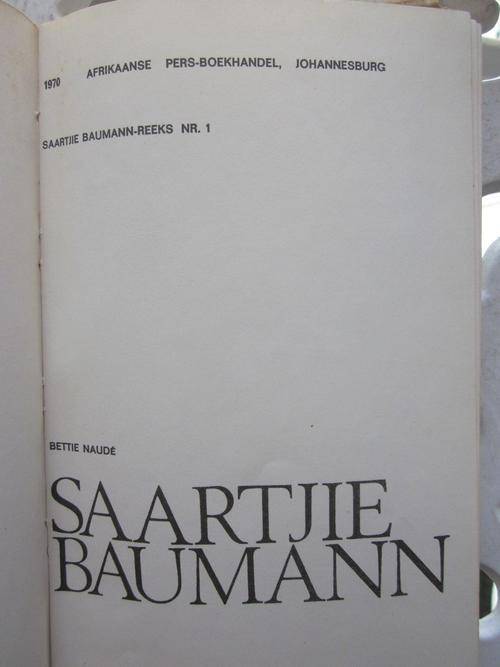 1970 AFRIKAANSE PERS-BOEKHANDEL, JOHANNESBURG
SAARTJIE BAUMANN-REEKS NR. 1
BETTIE NAUDÉ
SAARTJIE
BAUMANN